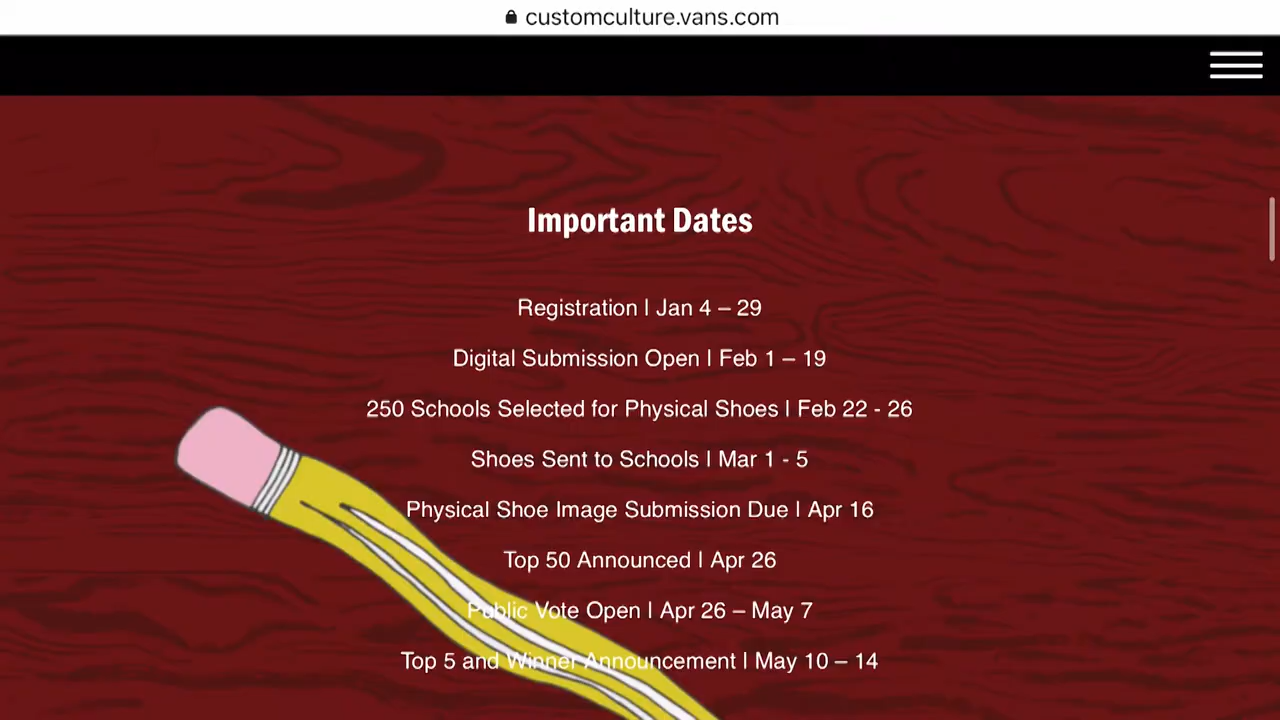 customculture.vans.com
Important Dates
Registration | Jan 4 – 29
Digital Submission Open | Feb 1 – 19
250 Schools Selected for Physical Shoes | Feb 22 - 26
Shoes Sent to Schools | Mar 1 - 5
Physical Shoe Image Submission Due | Apr 16
Top 50 Announced | Apr 26
Public Vote Open | Apr 26 – May 7
Top 5 and Winner Announcement | May 10 – 14